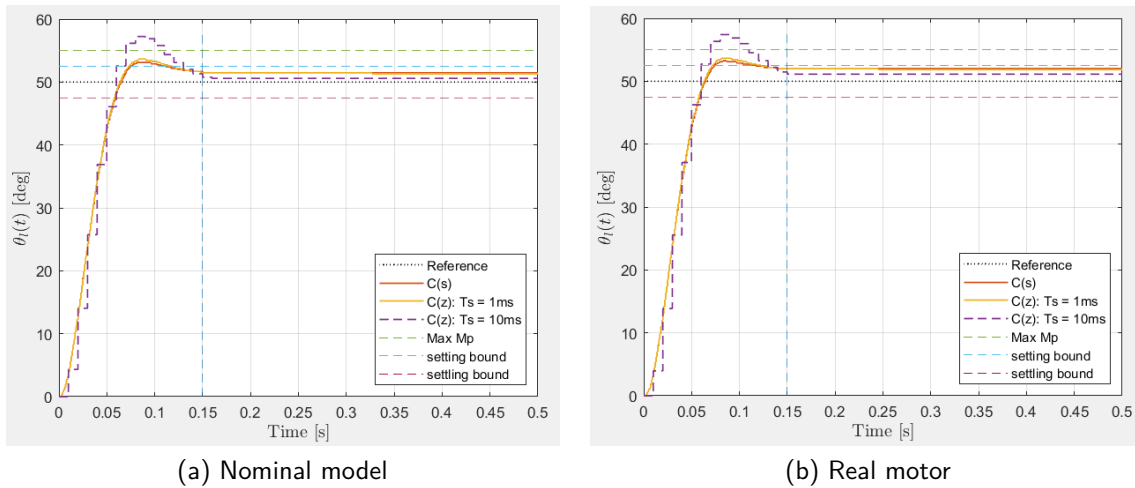 60
50
40
30
20
10
0
θ_l(t) [deg]
Reference
C(s)
C(z): Ts = 1ms
C(z): Ts = 10ms
Max Mp
setting bound
settling bound
0 0.05 0.1 0.15 0.2 0.25 0.3 0.35 0.4 0.45 0.5
Time [s]
(a) Nominal model
60
50
40
30
20
10
0
θ_l(t) [deg]
Reference
C(s)
C(z): Ts = 1ms
C(z): Ts = 10ms
Max Mp
setting bound
settling bound
0 0.05 0.1 0.15 0.2 0.25 0.3 0.35 0.4 0.45 0.5
Time [s]
(b) Real motor